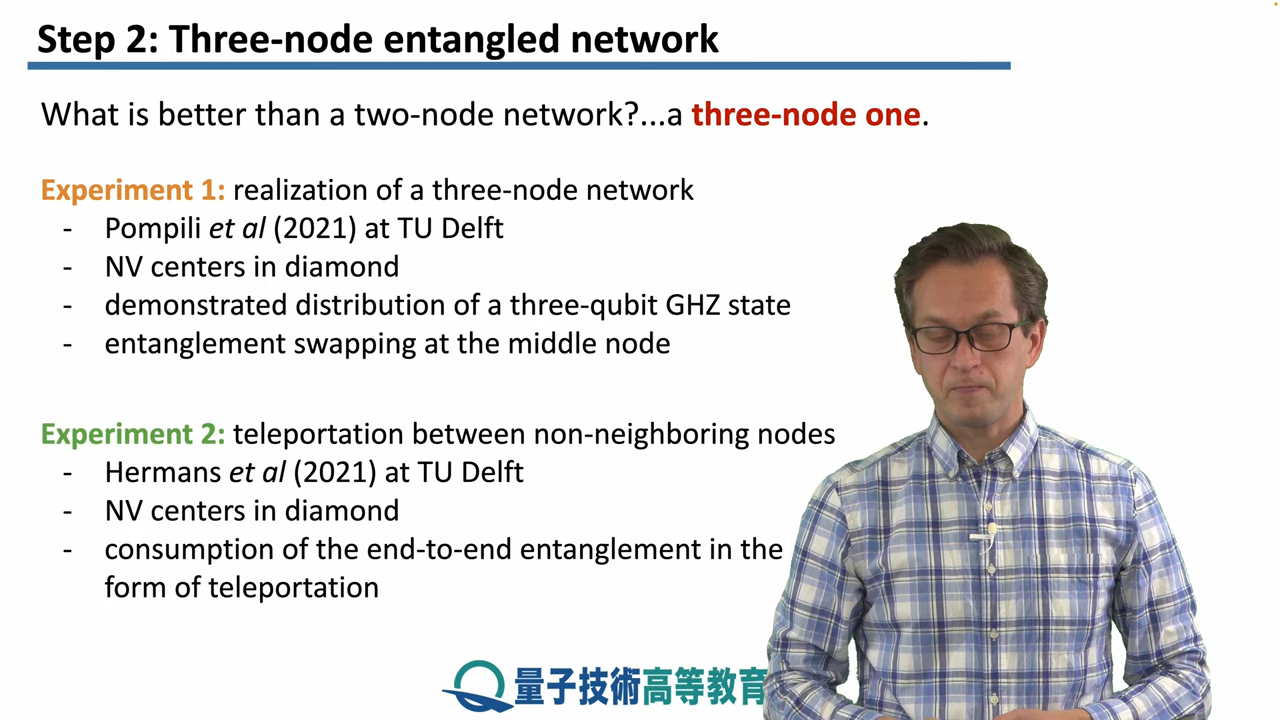 Step 2: Three-node entangled network
What is better than a two-node network?...a three-node one.
Experiment 1: realization of a three-node network
- Pompili et al (2021) at TU Delft
- NV centers in diamond
- demonstrated distribution of a three-qubit GHZ state
- entanglement swapping at the middle node
Experiment 2: teleportation between non-neighboring nodes
- Hermans et al (2021) at TU Delft
- NV centers in diamond
- consumption of the end-to-end entanglement in the
form of teleportation
量子技術高等教育